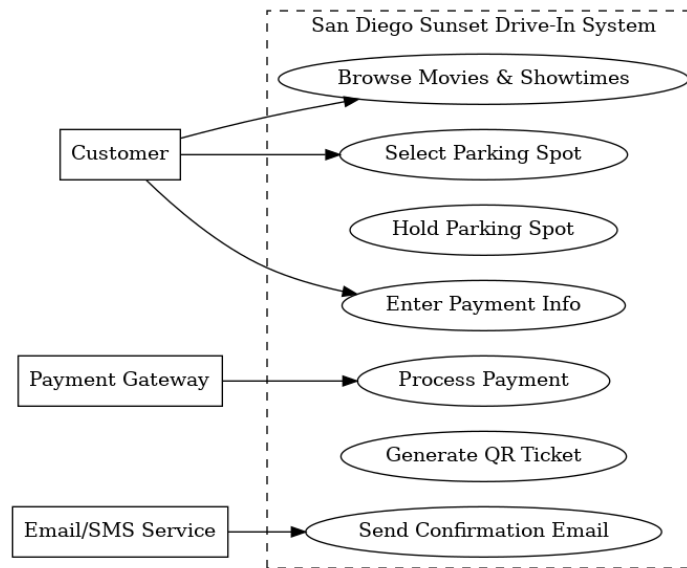 San Diego Sunset Drive-In System
Browse Movies & Showtimes
Customer
Select Parking Spot
Hold Parking Spot
Enter Payment Info
Payment Gateway
Process Payment
Generate QR Ticket
Email/SMS Service
Send Confirmation Email